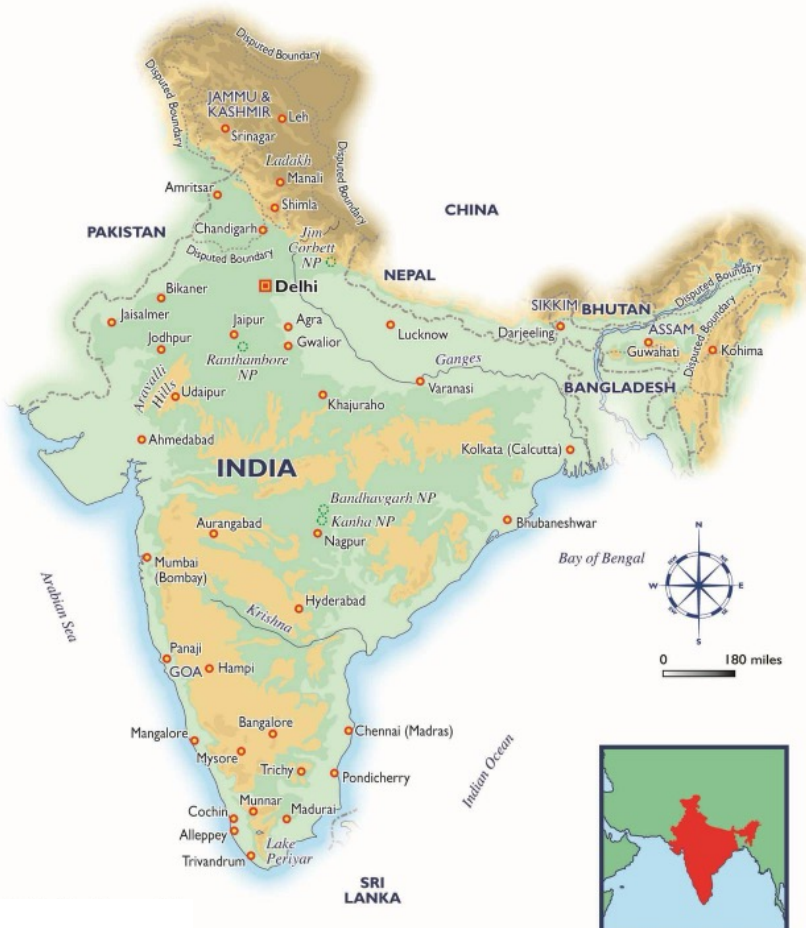 Disputed Boundary
Disputed Boundary
JAMMU &
KASHMIR
Leh
Srinagar
Disputed Boundary
Ladakh
Manali
Amritsar
Shimla
CHINA
PAKISTAN
Chandigarh
Jim
Corbett
NP
Disputed Boundary
NEPAL
Delhi
Bikaner
Disputed Boundary
SIKKIM
BHUTAN
Jaisalmer
Jaipur
Agra
Lucknow
Darjeeling
ASSAM
Disputed Boundary
Jodhpur
Gwalior
Guwahati
Kohima
Ranthambore
NP
Ganges
Aravalli
Hills
Udaipur
Varanasi
BANGLADESH
Khajuraho
Ahmedabad
Kolkata (Calcutta)
INDIA
Bandhavgarh NP
Kanha NP
Aurangabad
Nagpur
Bhubaneshwar
N
NW
NE
W
E
SW
SE
S
Bay of Bengal
Mumbai
(Bombay)
Arabian Sea
Hyderabad
Krishna
Panaji
GOA
Hampi
0
180 miles
Bangalore
Mangalore
Chennai (Madras)
Mysore
Trichy
Pondicherry
Indian Ocean
Munnar
Cochin
Madurai
Alleppey
Lake
Periyar
Trivandrum
SRI
LANKA